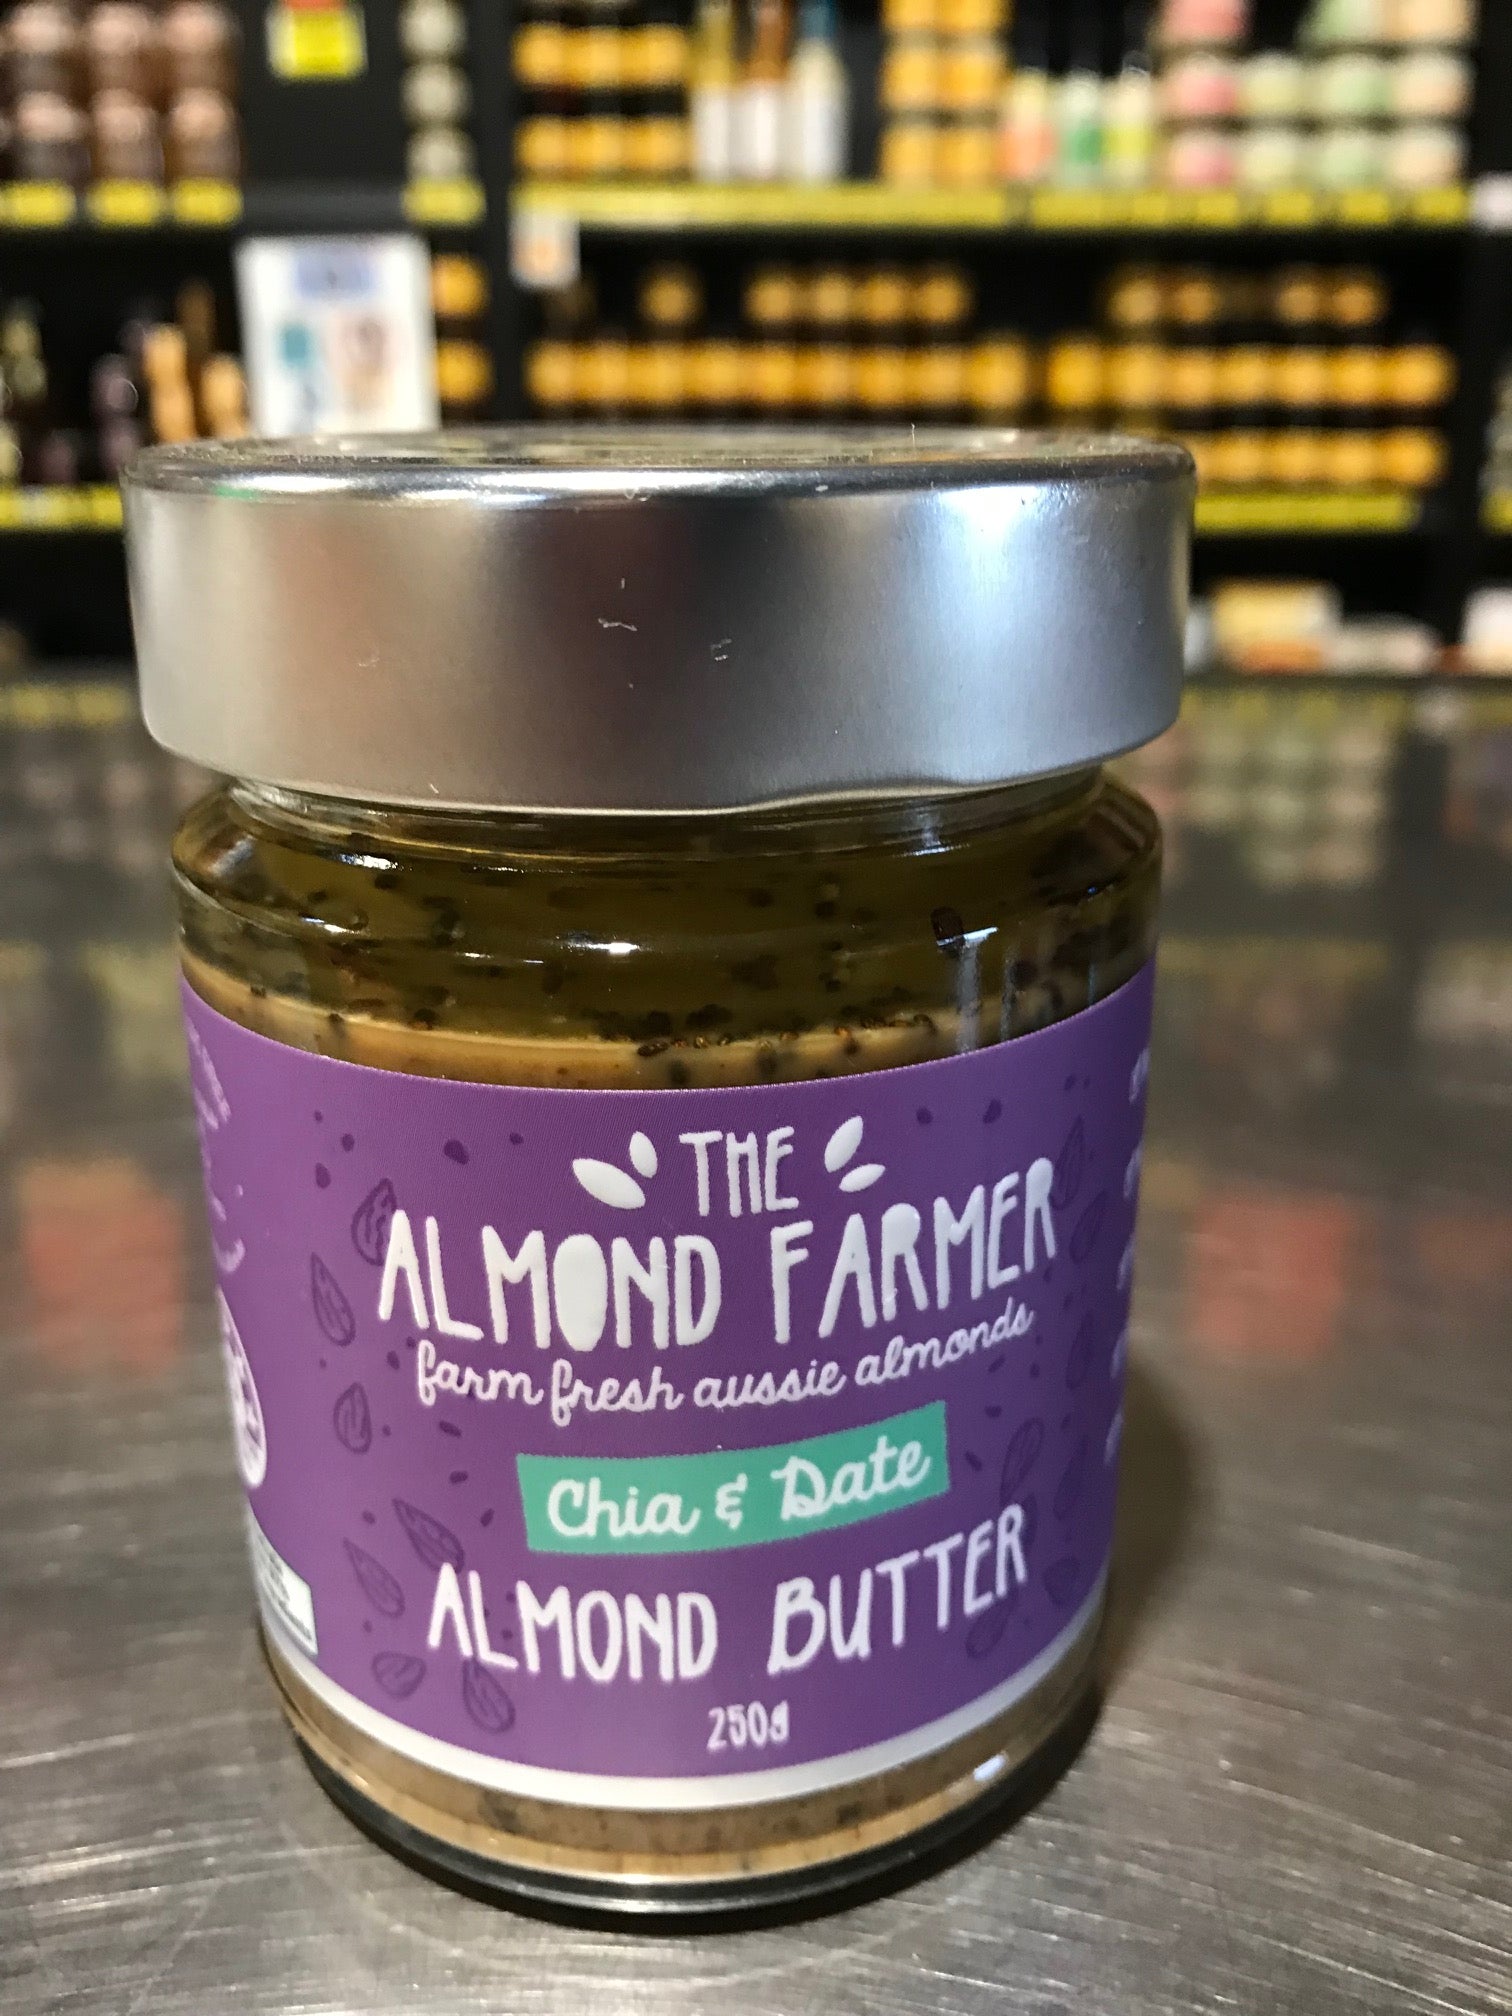 THE
ALMOND FARMER
farm fresh aussie almonds
Chia & Date
ALMOND BUTTER
250g